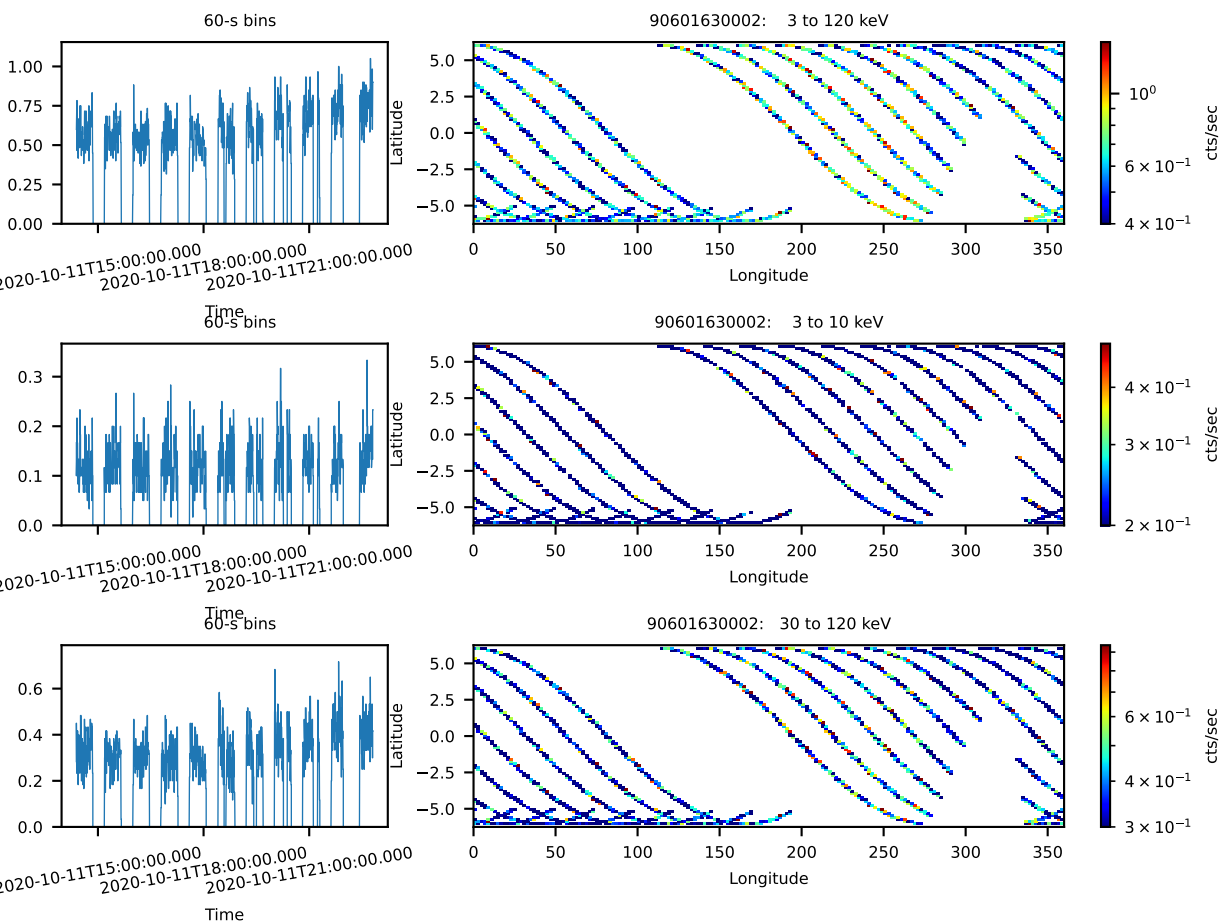 60-s bins
90601630002:    3 to 120 keV
1.00
0.75
0.50
0.25
0.00
Latitude
5.0
2.5
0.0
−2.5
−5.0
10⁰
6 × 10⁻¹
4 × 10⁻¹
cts/sec
0 50 100 150 200 250 300 350
Longitude
2020-10-11T15:00:00.000
2020-10-11T18:00:00.000
2020-10-11T21:00:00.000
Time
60-s bins
90601630002:    3 to 10 keV
0.3
0.2
0.1
0.0
Latitude
5.0
2.5
0.0
−2.5
−5.0
4 × 10⁻¹
3 × 10⁻¹
2 × 10⁻¹
cts/sec
0 50 100 150 200 250 300 350
Longitude
2020-10-11T15:00:00.000
2020-10-11T18:00:00.000
2020-10-11T21:00:00.000
Time
60-s bins
90601630002:   30 to 120 keV
0.6
0.4
0.2
0.0
Latitude
5.0
2.5
0.0
−2.5
−5.0
6 × 10⁻¹
4 × 10⁻¹
3 × 10⁻¹
cts/sec
0 50 100 150 200 250 300 350
Longitude
2020-10-11T15:00:00.000
2020-10-11T18:00:00.000
2020-10-11T21:00:00.000
Time